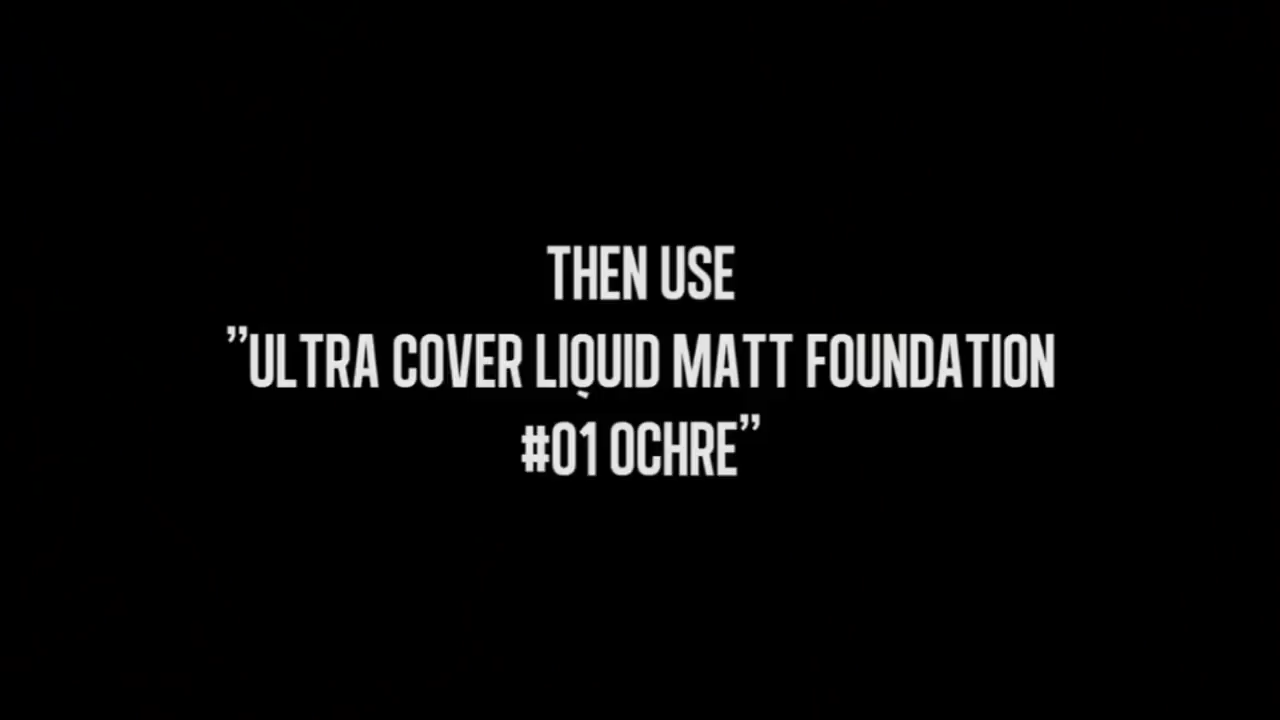 THEN USE
”ULTRA COVER LIQUID MATT FOUNDATION
#01 OCHRE”